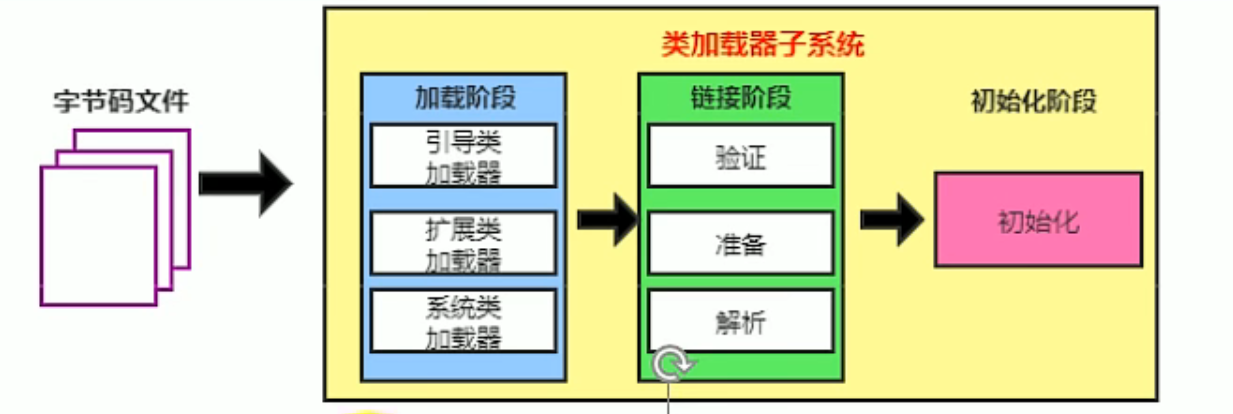 类加载器子系统
字节码文件
加载阶段
引导类
加载器
扩展类
加载器
系统类
加载器
链接阶段
验证
准备
解析
初始化阶段
初始化